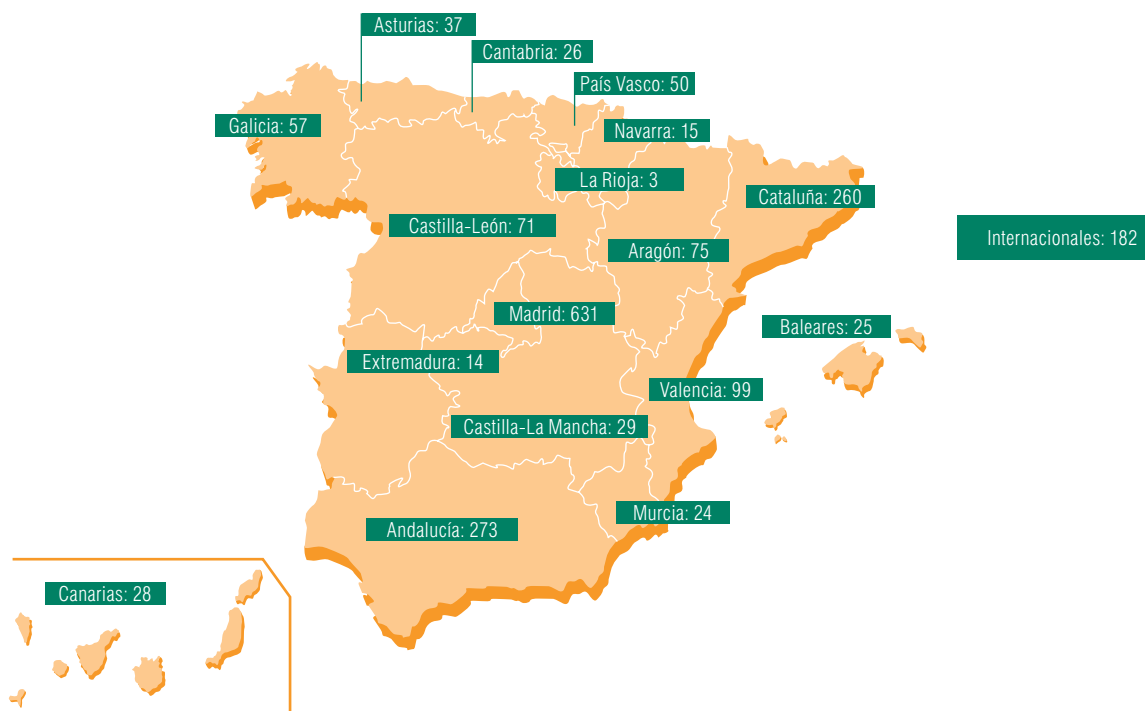 Asturias: 37
Cantabria: 26
País Vasco: 50
Galicia: 57
Navarra: 15
La Rioja: 3
Cataluña: 260
Castilla-León: 71
Internacionales: 182
Aragón: 75
Madrid: 631
Baleares: 25
Extremadura: 14
Valencia: 99
Castilla-La Mancha: 29
Murcia: 24
Andalucía: 273
Canarias: 28